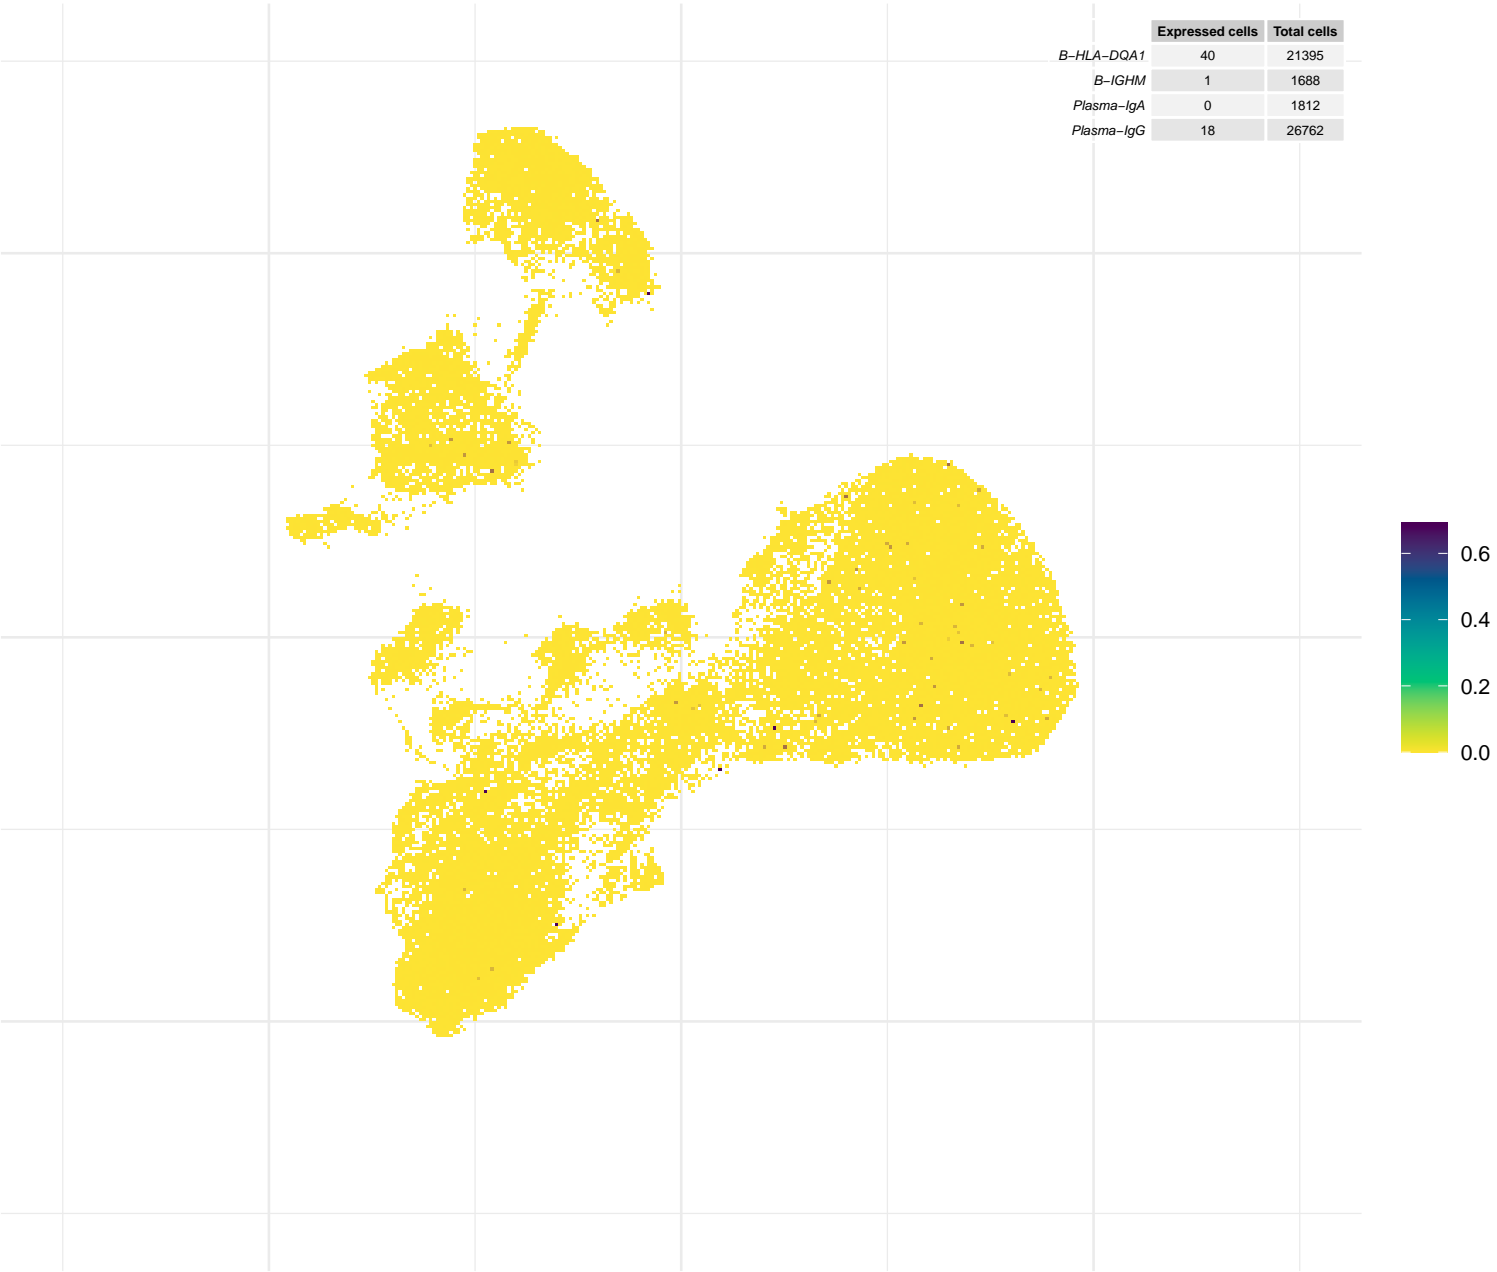 Expressed cells Total cells
B−HLA−DQA1 40 21395
B−IGHM 1 1688
Plasma−IgA 0 1812
Plasma−IgG 18 26762
0.6
0.4
0.2
0.0